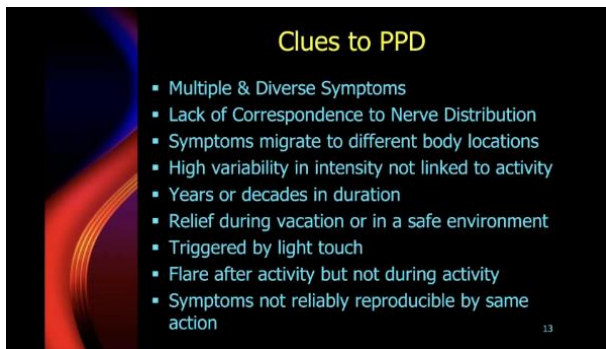 Clues to PPD
▪ Multiple & Diverse Symptoms
▪ Lack of Correspondence to Nerve Distribution
▪ Symptoms migrate to different body locations
▪ High variability in intensity not linked to activity
▪ Years or decades in duration
▪ Relief during vacation or in a safe environment
▪ Triggered by light touch
▪ Flare after activity but not during activity
▪ Symptoms not reliably reproducible by same
action
13